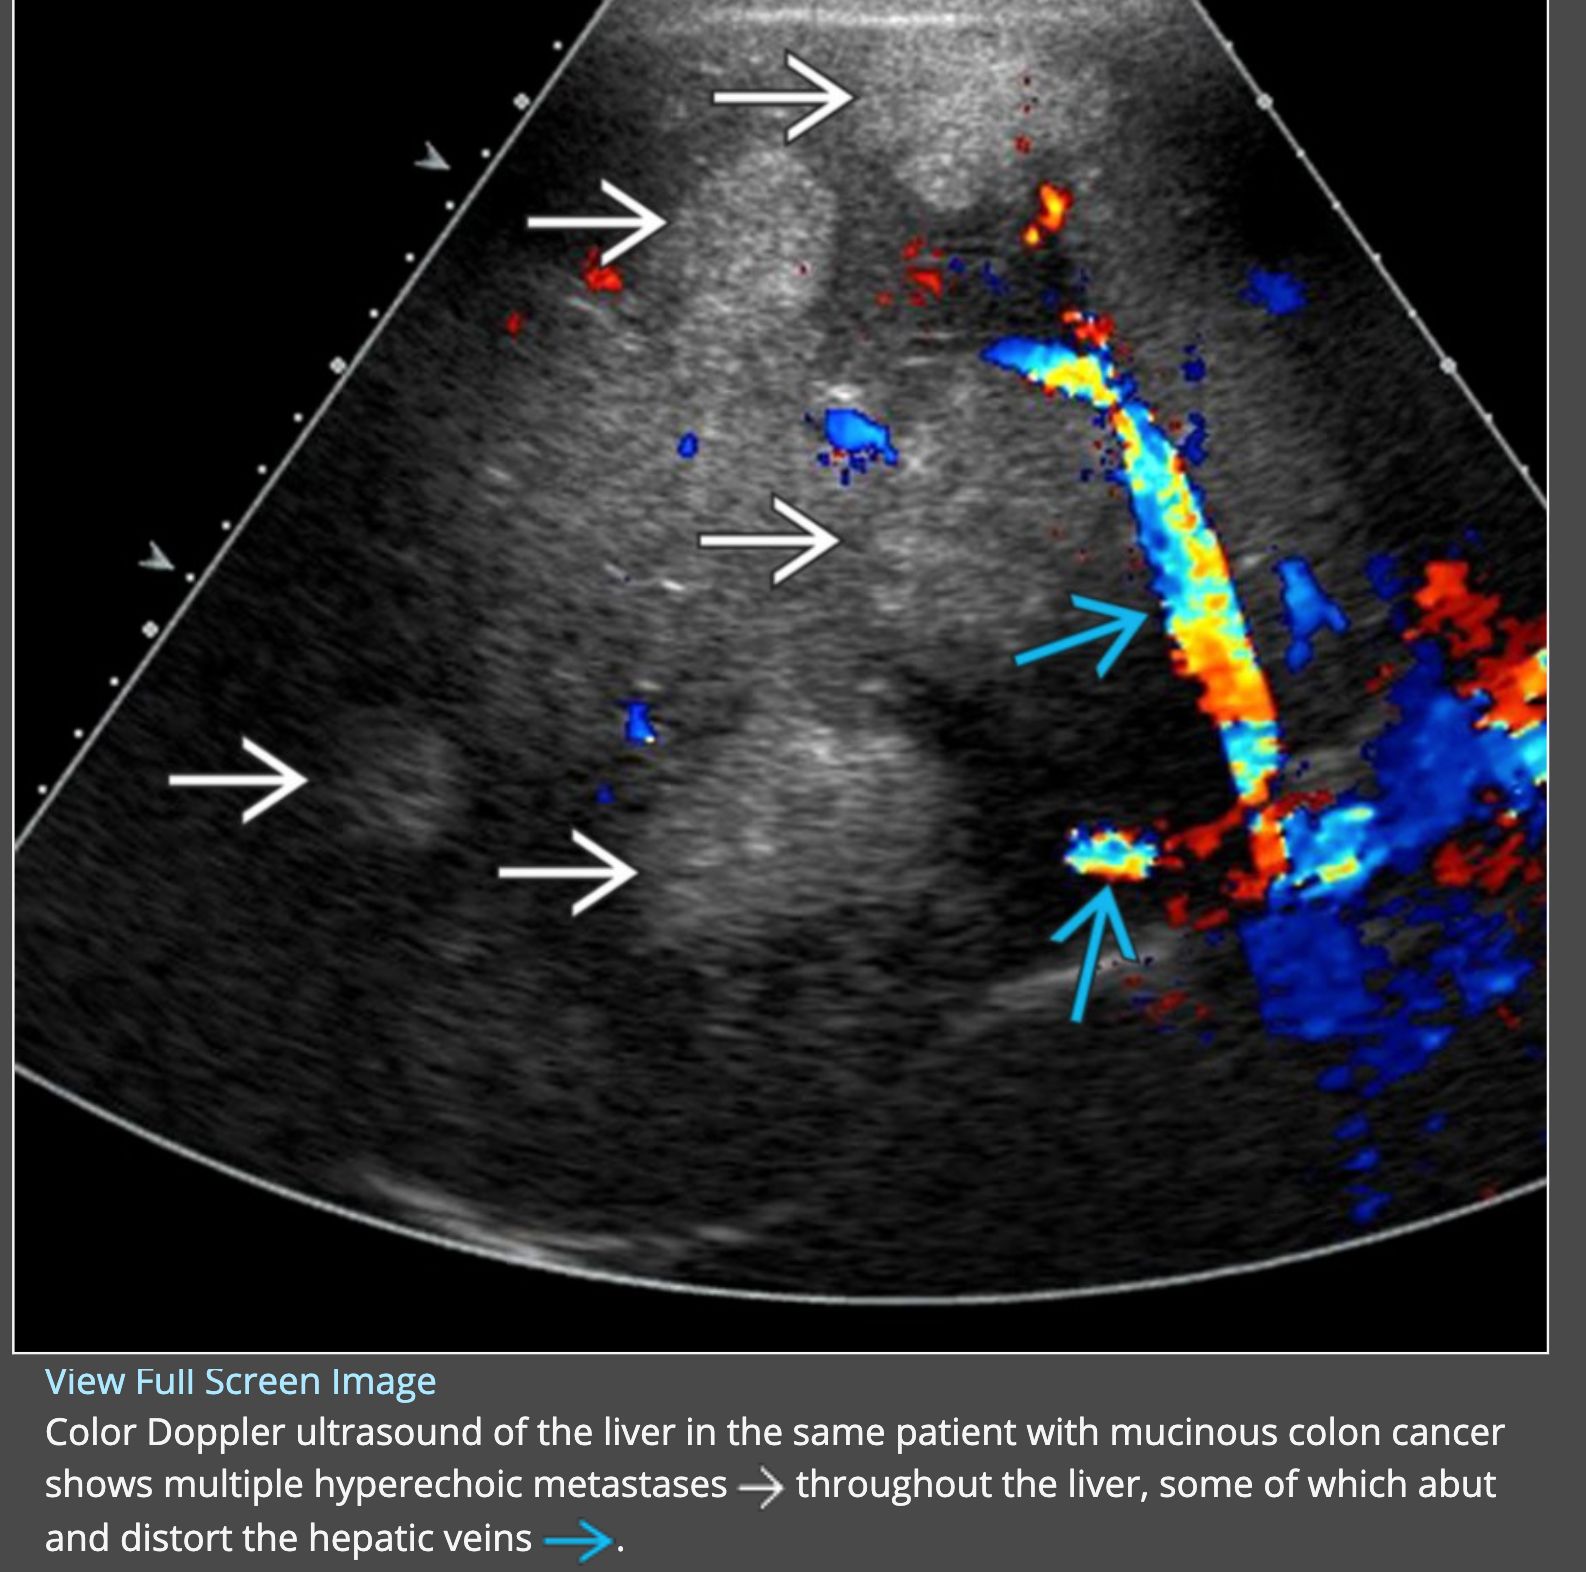 View Full Screen Image
Color Doppler ultrasound of the liver in the same patient with mucinous colon cancer
shows multiple hyperechoic metastases → throughout the liver, some of which abut
and distort the hepatic veins →.